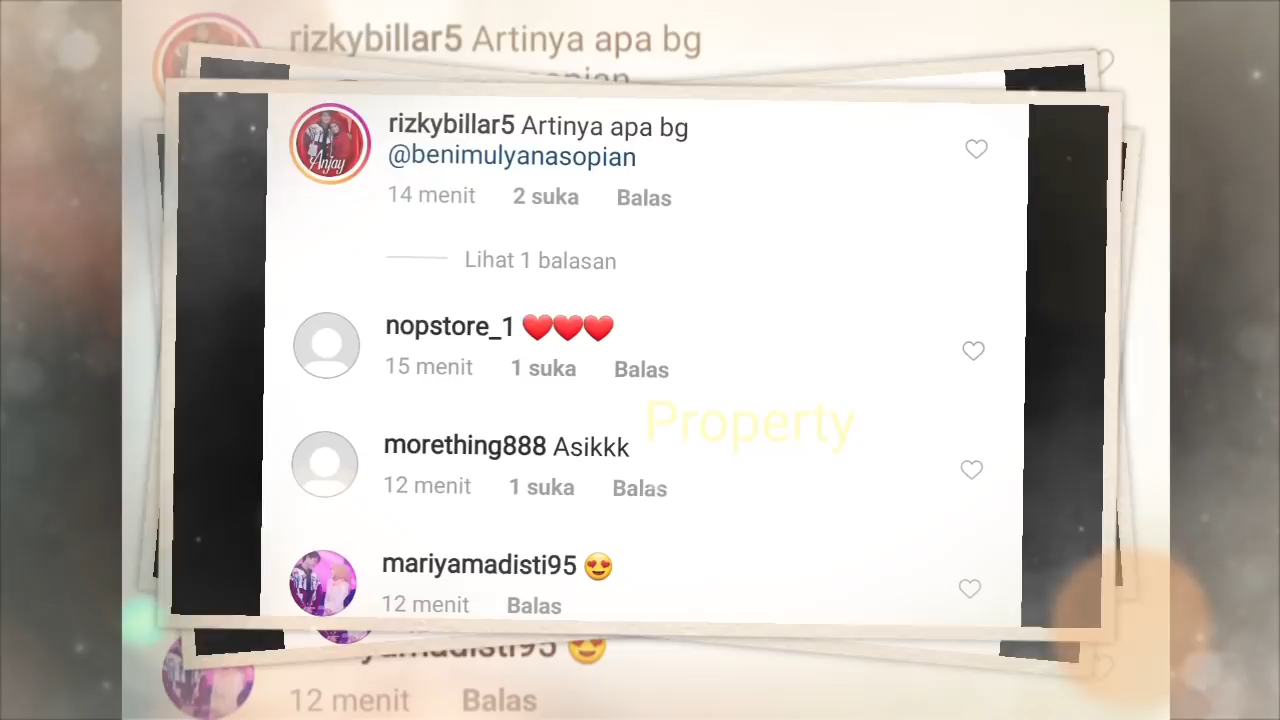 rizkybillar5 Artinya apa bg
rizkybillar5 Artinya apa bg
@benimulyanasopian
Anjay
14 menit 2 suka Balas
Lihat 1 balasan
nopstore_1 ❤️❤️❤️
15 menit 1 suka Balas
Property
morething888 Asikkk
12 menit 1 suka Balas
mariyamadisti95 😍
12 menit Balas
12 menit Balas